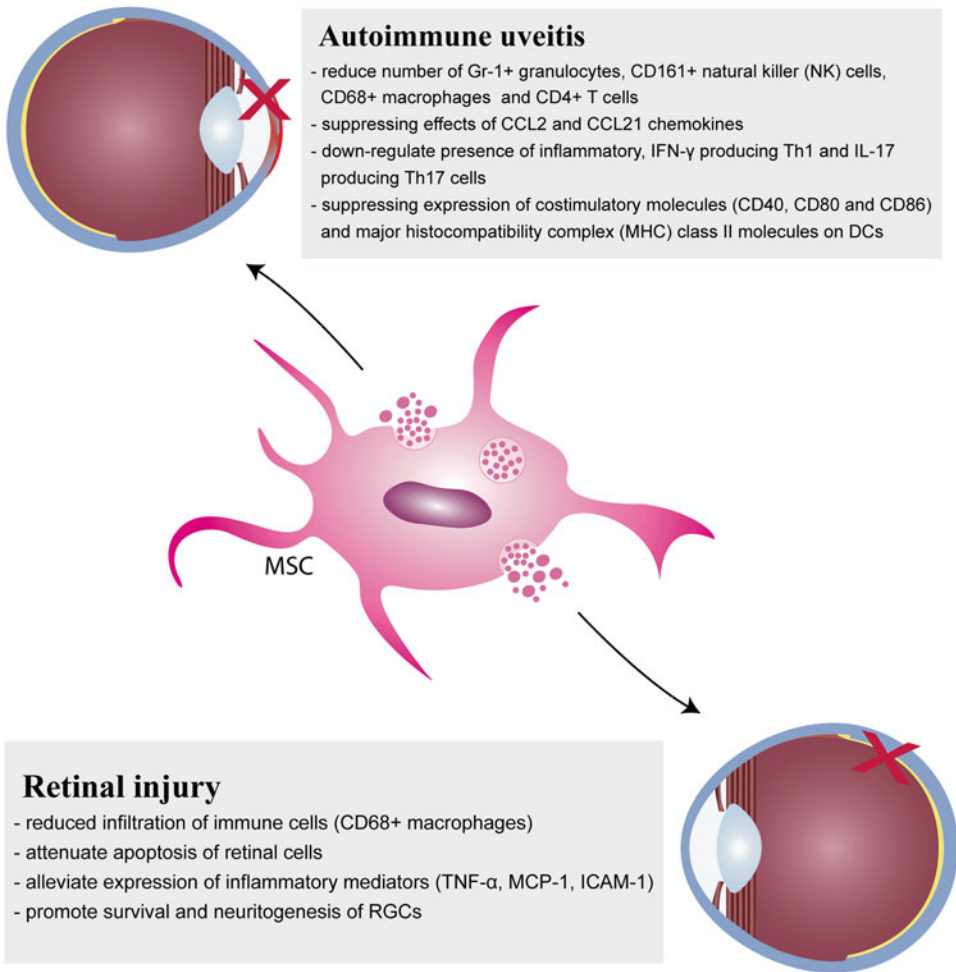 Autoimmune uveitis
- reduce number of Gr-1+ granulocytes, CD161+ natural killer (NK) cells,
CD68+ macrophages and CD4+ T cells
- suppressing effects of CCL2 and CCL21 chemokines
- down-regulate presence of inflammatory, IFN-γ producing Th1 and IL-17
producing Th17 cells
- suppressing expression of costimulatory molecules (CD40, CD80 and CD86)
and major histocompatibility complex (MHC) class II molecules on DCs
MSC
Retinal injury
- reduced infiltration of immune cells (CD68+ macrophages)
- attenuate apoptosis of retinal cells
- alleviate expression of inflammatory mediators (TNF-α, MCP-1, ICAM-1)
- promote survival and neuritogenesis of RGCs